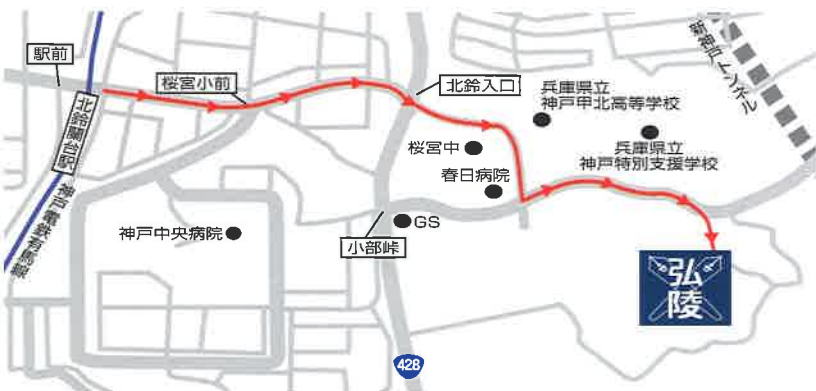 駅前
桜宮小前
北鈴入口
兵庫県立
神戸甲北高等学校
新神戸トンネル
北鈴蘭台駅
桜宮中
兵庫県立
神戸特別支援学校
春日病院
神戸電鉄有馬線
神戸中央病院
GS
小部峠
弘陵
428